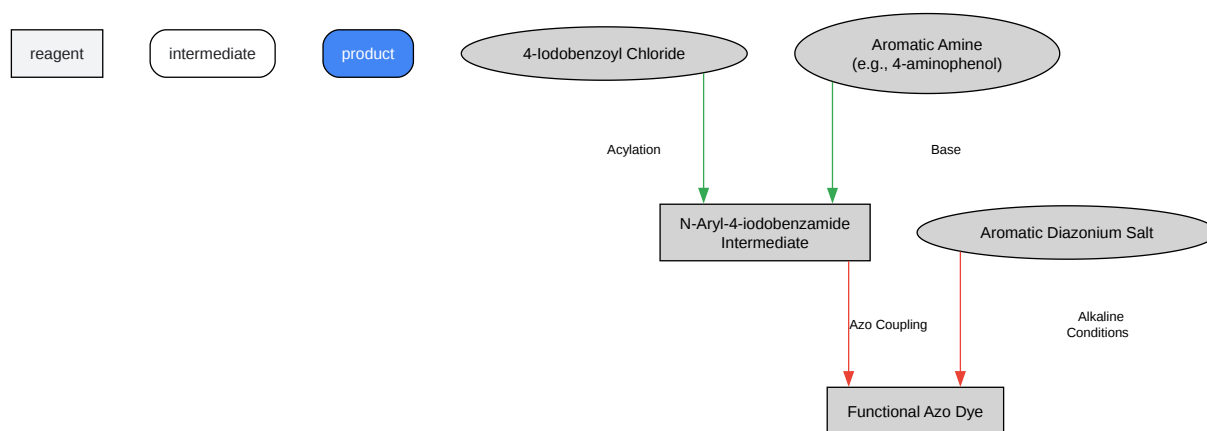 reagent
intermediate
product
4-Iodobenzoyl Chloride
Aromatic Amine
(e.g., 4-aminophenol)
Acylation
Base
N-Aryl-4-iodobenzamide
Intermediate
Aromatic Diazonium Salt
Azo Coupling
Alkaline
Conditions
Functional Azo Dye